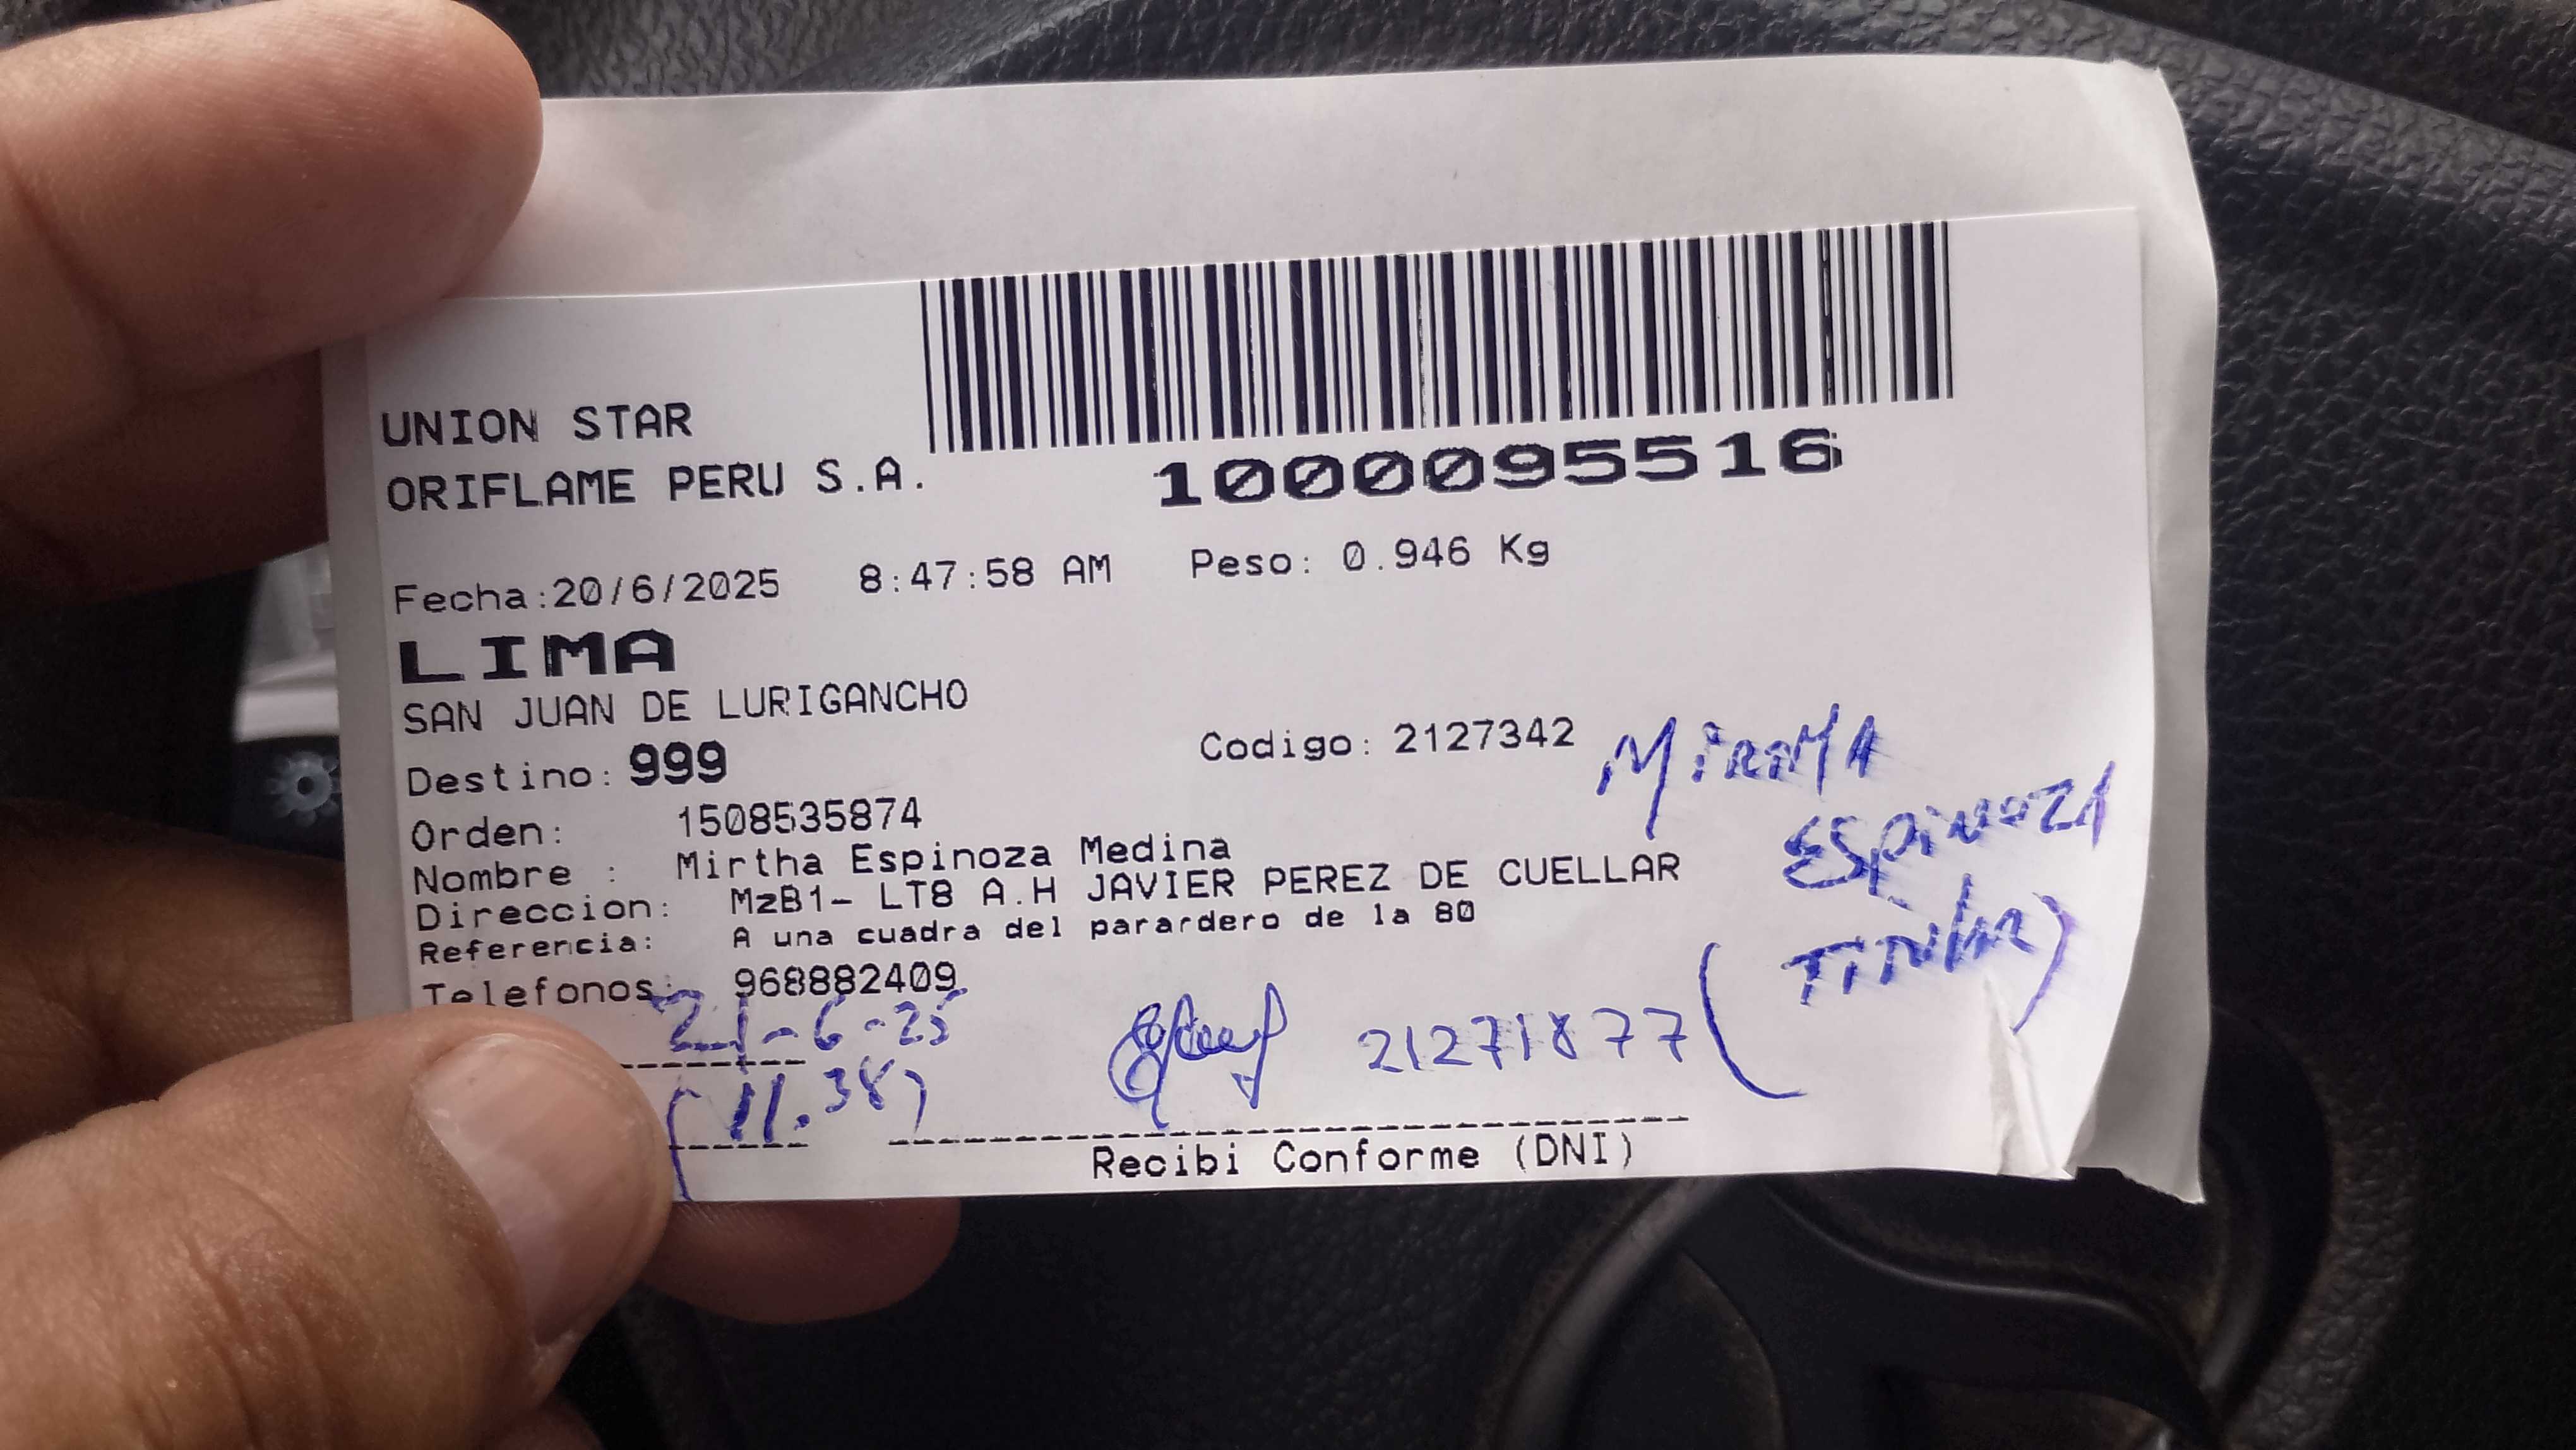 UNION STAR
ORIFLAME PERU S.A.
1000095516
Fecha:20/6/2025 8:47:58 AM Peso: 0.946 Kg
LIMA
SAN JUAN DE LURIGANCHO
Destino: 999 Codigo: 2127342
Orden: 1508535874
Nombre : Mirtha Espinoza Medina
Direccion: MzB1- LT8 A.H JAVIER PEREZ DE CUELLAR
Referencia: A una cuadra del parardero de la 80
Telefonos: 968882409
ESPINOZA
21-6-25
21271877
(11.38)
Recibi Conforme (DNI)